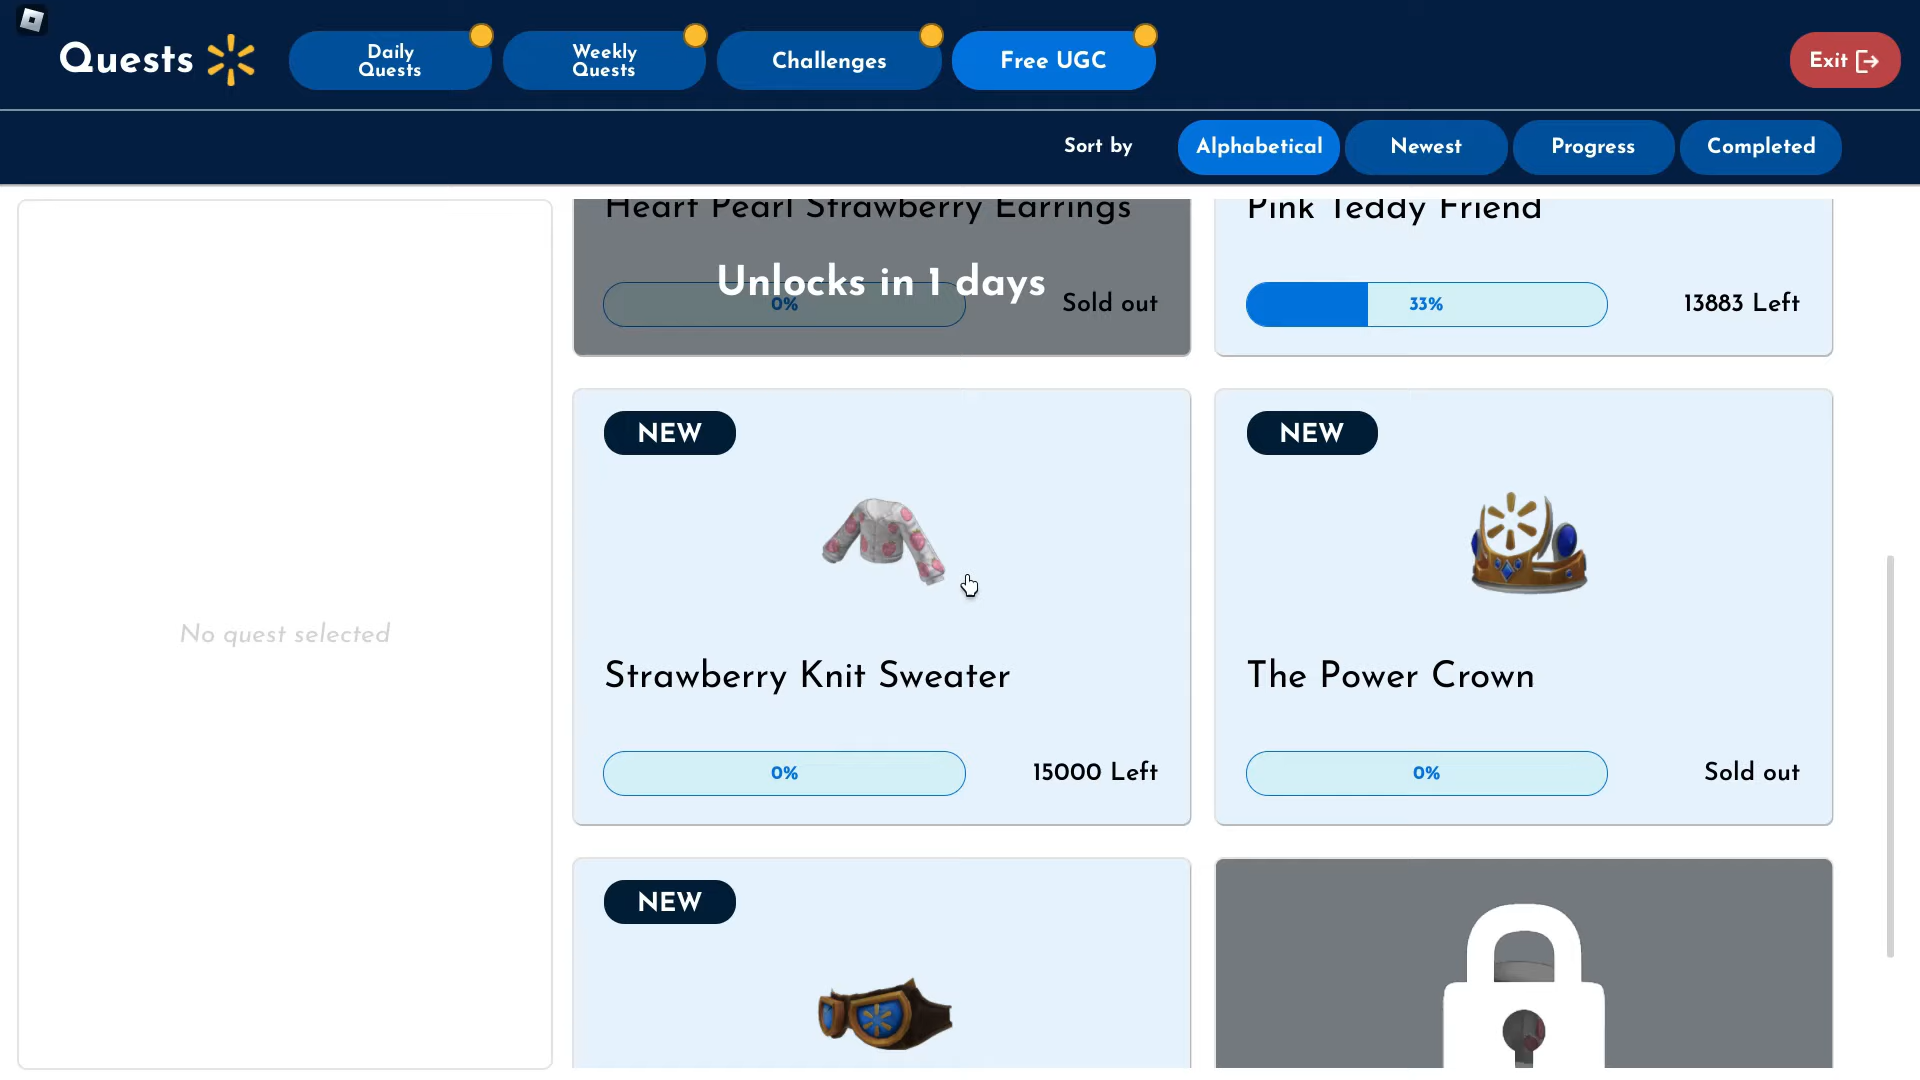 Quests
Daily
Quests
Weekly
Quests
Challenges
Free UGC
Exit
Sort by
Alphabetical
Newest
Progress
Completed
No quest selected
Heart Pearl Strawberry Earrings
Unlocks in 1 days
0%
Sold out
Pink Teddy Friend
33%
13883 Left
NEW
Strawberry Knit Sweater
0%
15000 Left
NEW
The Power Crown
0%
Sold out
NEW